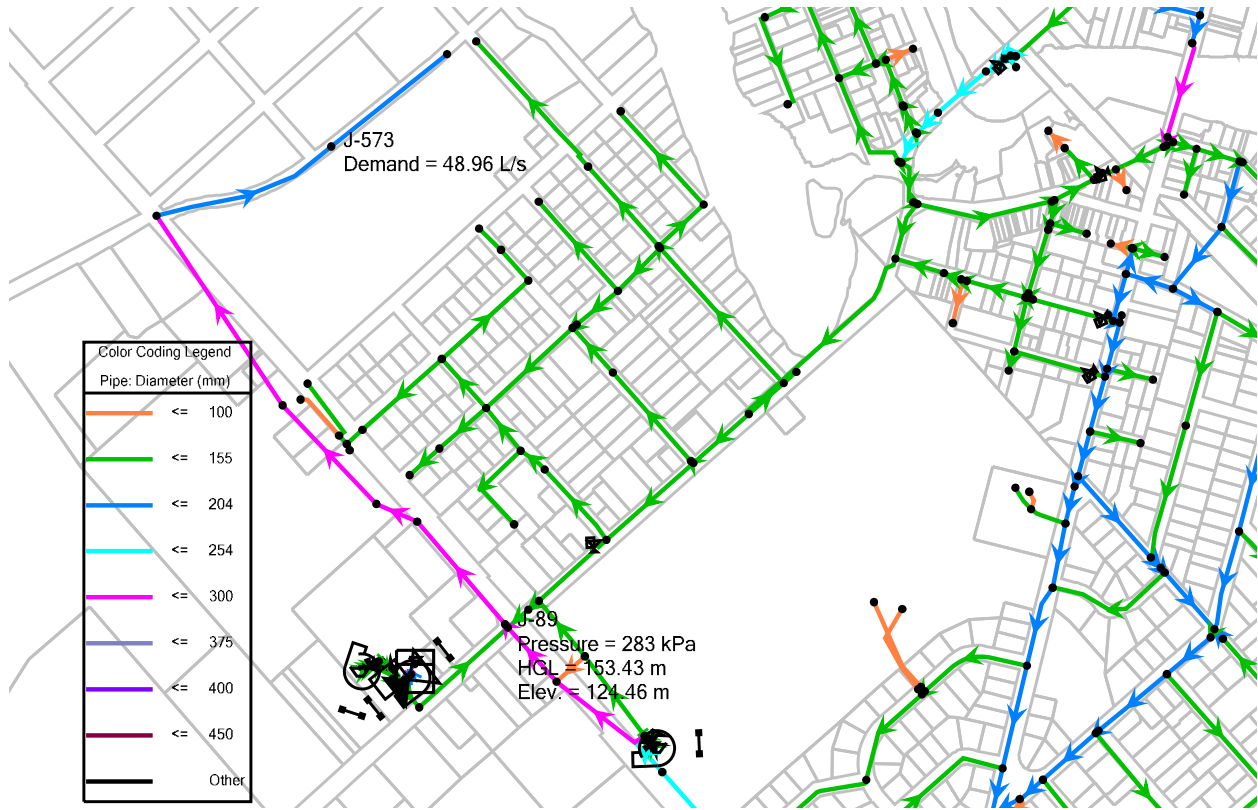 J-573
Demand = 48.96 L/s
Color Coding Legend
Pipe: Diameter (mm)
<= 100
<= 155
<= 204
<= 254
<= 300
<= 375
<= 400
<= 450
Other
J-89
Pressure = 283 kPa
HGL = 153.43 m
Elev. = 124.46 m